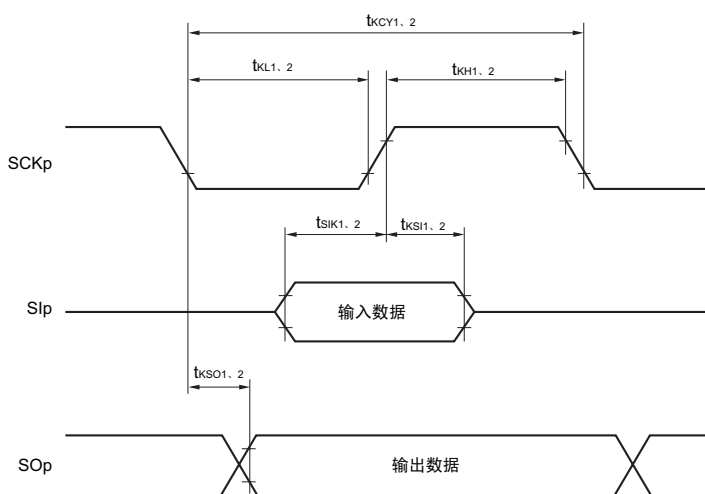 tKCY1、2
tKL1、2
tKH1、2
SCKp
tSIK1、2
tKSI1、2
SIp
输入数据
tKSO1、2
SOp
输出数据